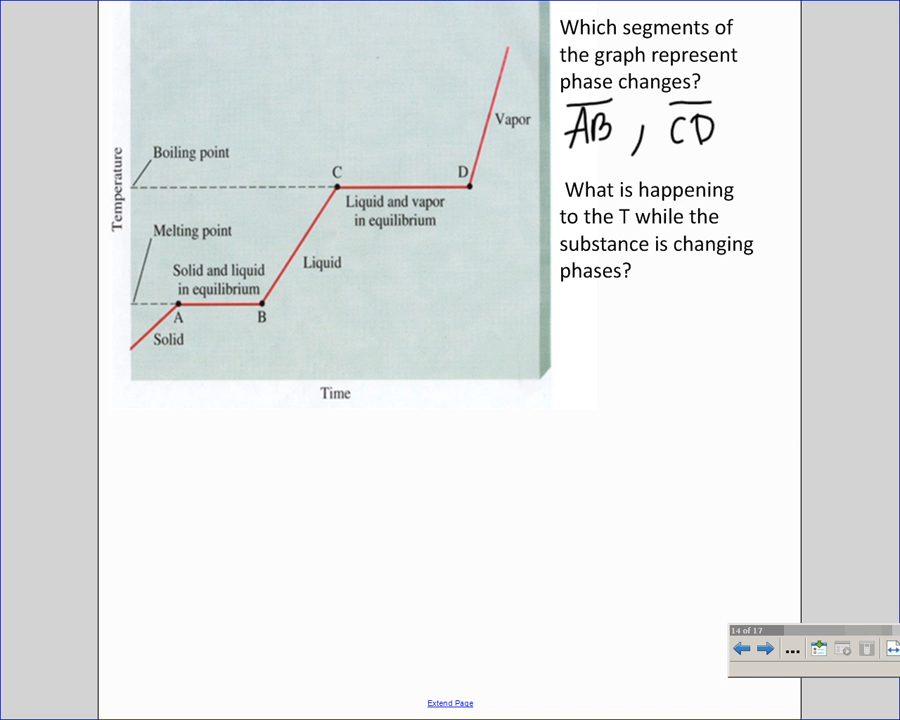 Which segments of
the graph represent
phase changes?
AB , CD
What is happening
to the T while the
substance is changing
phases?
Temperature
Boiling point
Melting point
Vapor
C
D
Liquid and vapor
in equilibrium
Solid and liquid
in equilibrium
Liquid
A
B
Solid
Time
14 of 17
...
Extend Page